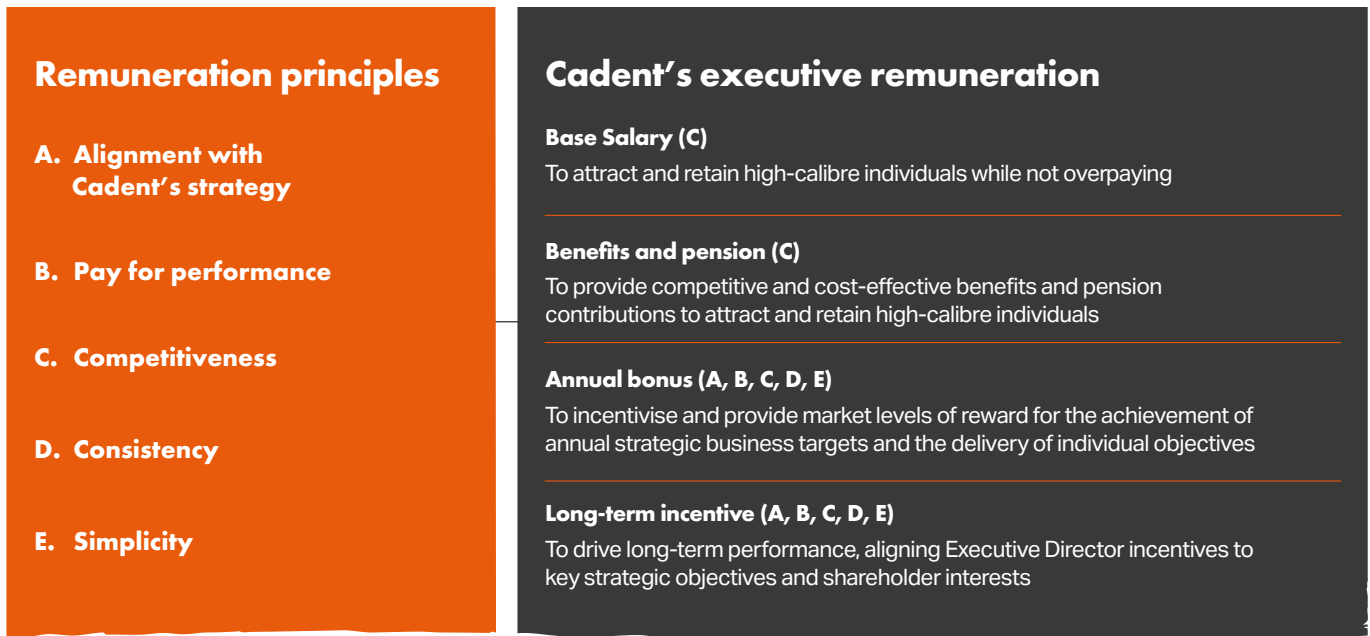 Remuneration principles
A. Alignment with
Cadent’s strategy
B. Pay for performance
C. Competitiveness
D. Consistency
E. Simplicity
Cadent’s executive remuneration
Base Salary (C)
To attract and retain high-calibre individuals while not overpaying
Benefits and pension (C)
To provide competitive and cost-effective benefits and pension
contributions to attract and retain high-calibre individuals
Annual bonus (A, B, C, D, E)
To incentivise and provide market levels of reward for the achievement of
annual strategic business targets and the delivery of individual objectives
Long-term incentive (A, B, C, D, E)
To drive long-term performance, aligning Executive Director incentives to
key strategic objectives and shareholder interests